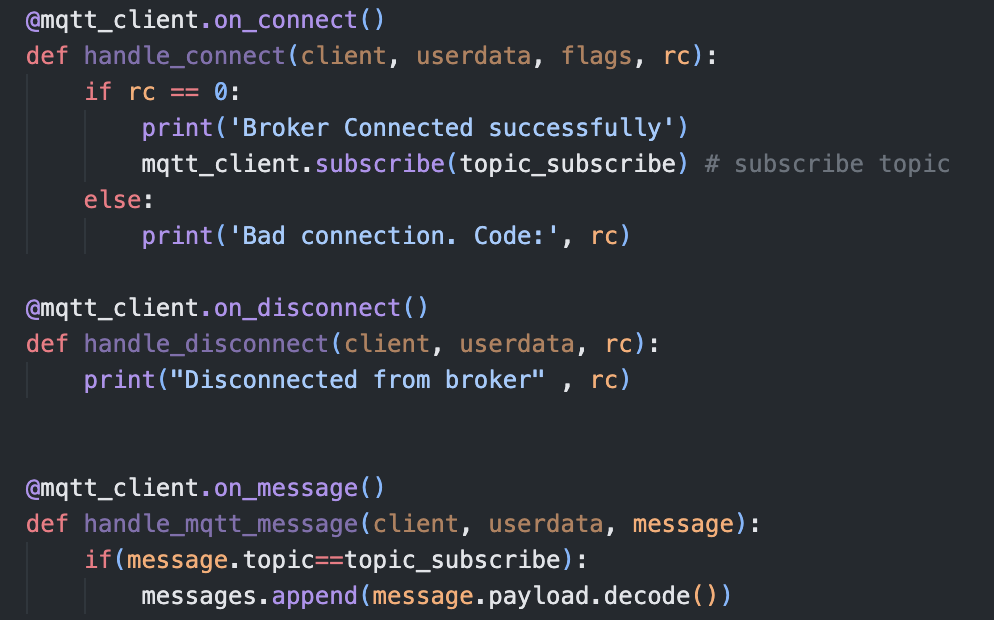 @mqtt_client.on_connect()
def handle_connect(client, userdata, flags, rc):
    if rc == 0:
        print('Broker Connected successfully')
        mqtt_client.subscribe(topic_subscribe) # subscribe topic
    else:
        print('Bad connection. Code:', rc)
@mqtt_client.on_disconnect()
def handle_disconnect(client, userdata, rc):
    print("Disconnected from broker" , rc)
@mqtt_client.on_message()
def handle_mqtt_message(client, userdata, message):
    if(message.topic==topic_subscribe):
        messages.append(message.payload.decode())